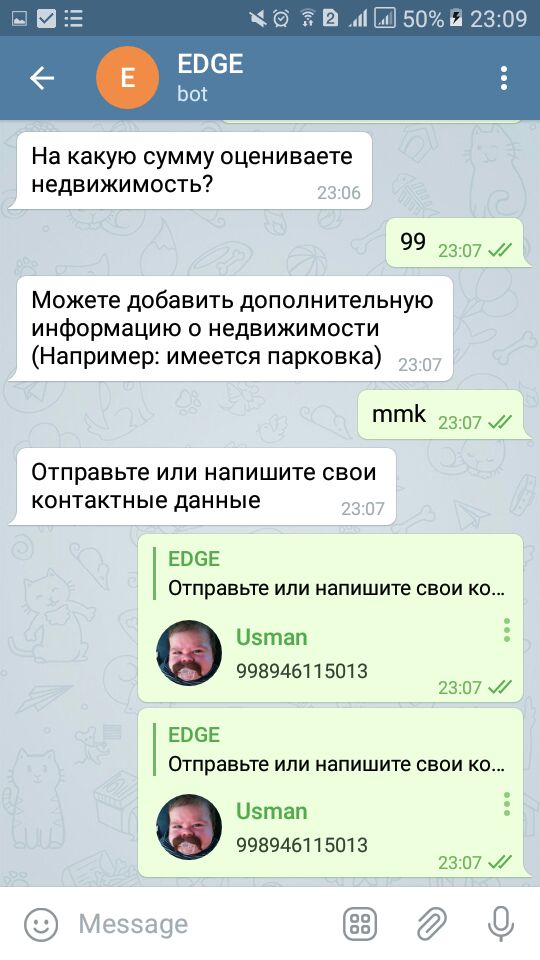 2
50%
23:09
E
EDGE
bot
На какую сумму оцениваете
недвижимость?
23:06
99
23:07
Можете добавить дополнительную
информацию о недвижимости
(Например: имеется парковка)
23:07
mmk
23:07
Отправьте или напишите свои
контактные данные
23:07
EDGE
Отправьте или напишите свои ко...
Usman
998946115013
23:07
EDGE
Отправьте или напишите свои ко...
Usman
998946115013
23:07
Message